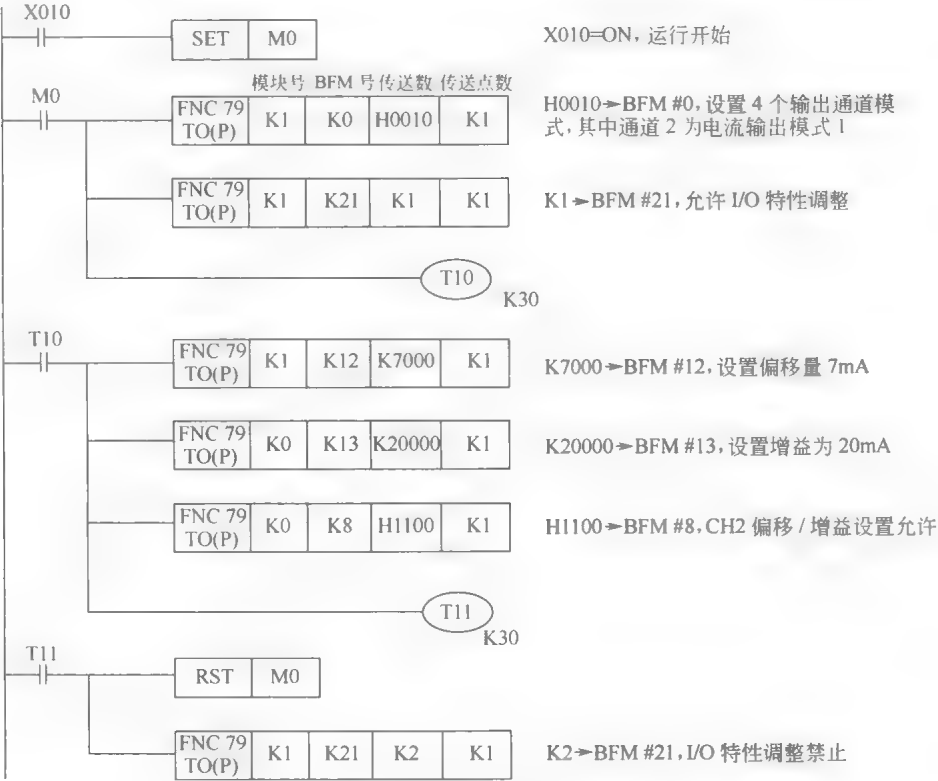 X010
SET M0 X010=ON, 运行开始
模块号 BFM 号 传送数 传送点数
M0
FNC 79 TO(P) K1 K0 H0010 K1
H0010➛BFM #0, 设置 4 个输出通道模
式, 其中通道 2 为电流输出模式 1
FNC 79 TO(P) K1 K21 K1 K1 K1➛BFM #21, 允许 I/O 特性调整
T10
K30
T10
FNC 79 TO(P) K1 K12 K7000 K1 K7000➛BFM #12, 设置偏移量 7mA
FNC 79 TO(P) K0 K13 K20000 K1 K20000➛BFM #13, 设置增益为 20mA
FNC 79 TO(P) K0 K8 H1100 K1 H1100➛BFM #8, CH2 偏移 / 增益设置允许
T11
K30
T11
RST M0
FNC 79 TO(P) K1 K21 K2 K1 K2➛BFM #21, I/O 特性调整禁止